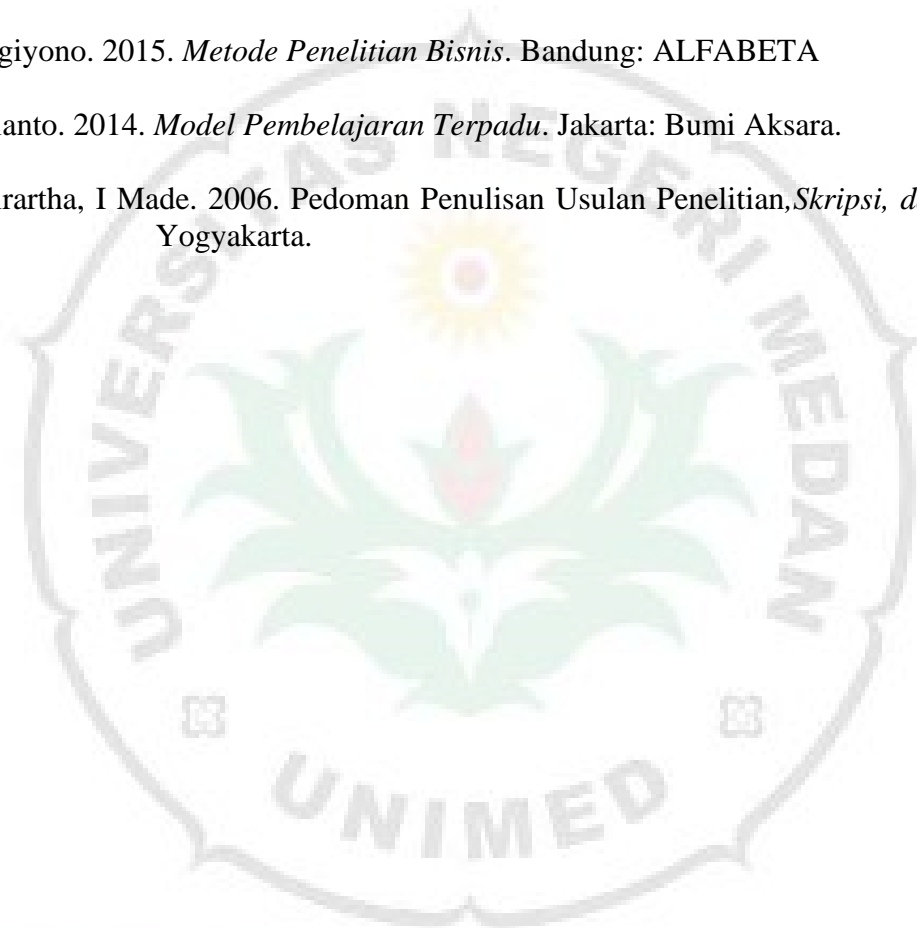 giyono. 2015. Metode Penelitian Bisnis. Bandung: ALFABETA
anto. 2014. Model Pembelajaran Terpadu. Jakarta: Bumi Aksara.
rartha, I Made. 2006. Pedoman Penulisan Usulan Penelitian,Skripsi, d
Yogyakarta.
UNIVERSITAS NEGERI MEDAN
UNIMED